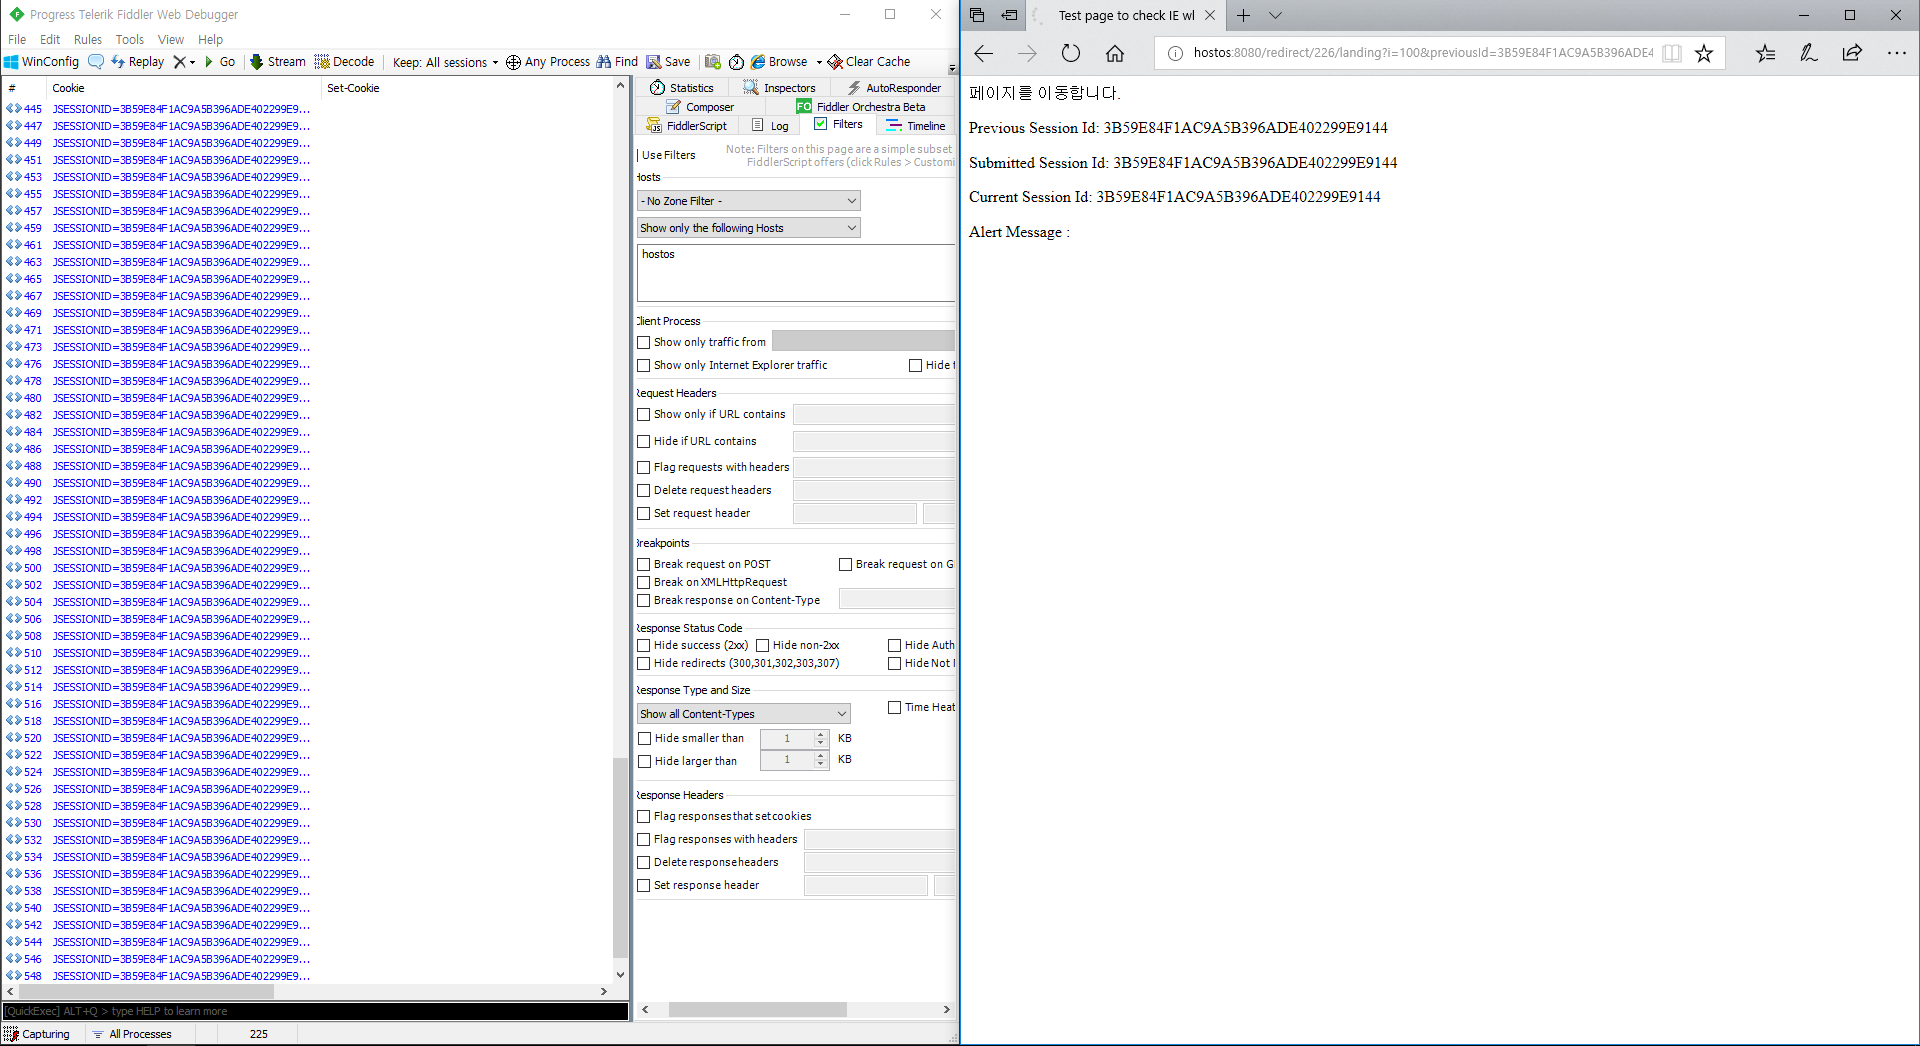 Progress Telerik Fiddler Web Debugger
File Edit Rules Tools View Help
WinConfig Replay Go Stream Decode Keep: All sessions Any Process Find Save Browse Clear Cache
# Cookie Set-Cookie
445 JSESSIONID=3B59E84F1AC9A5B396ADE402299E9...
447 JSESSIONID=3B59E84F1AC9A5B396ADE402299E9...
449 JSESSIONID=3B59E84F1AC9A5B396ADE402299E9...
451 JSESSIONID=3B59E84F1AC9A5B396ADE402299E9...
453 JSESSIONID=3B59E84F1AC9A5B396ADE402299E9...
455 JSESSIONID=3B59E84F1AC9A5B396ADE402299E9...
457 JSESSIONID=3B59E84F1AC9A5B396ADE402299E9...
459 JSESSIONID=3B59E84F1AC9A5B396ADE402299E9...
461 JSESSIONID=3B59E84F1AC9A5B396ADE402299E9...
463 JSESSIONID=3B59E84F1AC9A5B396ADE402299E9...
465 JSESSIONID=3B59E84F1AC9A5B396ADE402299E9...
467 JSESSIONID=3B59E84F1AC9A5B396ADE402299E9...
469 JSESSIONID=3B59E84F1AC9A5B396ADE402299E9...
471 JSESSIONID=3B59E84F1AC9A5B396ADE402299E9...
473 JSESSIONID=3B59E84F1AC9A5B396ADE402299E9...
476 JSESSIONID=3B59E84F1AC9A5B396ADE402299E9...
478 JSESSIONID=3B59E84F1AC9A5B396ADE402299E9...
480 JSESSIONID=3B59E84F1AC9A5B396ADE402299E9...
482 JSESSIONID=3B59E84F1AC9A5B396ADE402299E9...
484 JSESSIONID=3B59E84F1AC9A5B396ADE402299E9...
486 JSESSIONID=3B59E84F1AC9A5B396ADE402299E9...
488 JSESSIONID=3B59E84F1AC9A5B396ADE402299E9...
490 JSESSIONID=3B59E84F1AC9A5B396ADE402299E9...
492 JSESSIONID=3B59E84F1AC9A5B396ADE402299E9...
494 JSESSIONID=3B59E84F1AC9A5B396ADE402299E9...
496 JSESSIONID=3B59E84F1AC9A5B396ADE402299E9...
498 JSESSIONID=3B59E84F1AC9A5B396ADE402299E9...
500 JSESSIONID=3B59E84F1AC9A5B396ADE402299E9...
502 JSESSIONID=3B59E84F1AC9A5B396ADE402299E9...
504 JSESSIONID=3B59E84F1AC9A5B396ADE402299E9...
506 JSESSIONID=3B59E84F1AC9A5B396ADE402299E9...
508 JSESSIONID=3B59E84F1AC9A5B396ADE402299E9...
510 JSESSIONID=3B59E84F1AC9A5B396ADE402299E9...
512 JSESSIONID=3B59E84F1AC9A5B396ADE402299E9...
514 JSESSIONID=3B59E84F1AC9A5B396ADE402299E9...
516 JSESSIONID=3B59E84F1AC9A5B396ADE402299E9...
518 JSESSIONID=3B59E84F1AC9A5B396ADE402299E9...
520 JSESSIONID=3B59E84F1AC9A5B396ADE402299E9...
522 JSESSIONID=3B59E84F1AC9A5B396ADE402299E9...
524 JSESSIONID=3B59E84F1AC9A5B396ADE402299E9...
526 JSESSIONID=3B59E84F1AC9A5B396ADE402299E9...
528 JSESSIONID=3B59E84F1AC9A5B396ADE402299E9...
530 JSESSIONID=3B59E84F1AC9A5B396ADE402299E9...
532 JSESSIONID=3B59E84F1AC9A5B396ADE402299E9...
534 JSESSIONID=3B59E84F1AC9A5B396ADE402299E9...
536 JSESSIONID=3B59E84F1AC9A5B396ADE402299E9...
538 JSESSIONID=3B59E84F1AC9A5B396ADE402299E9...
540 JSESSIONID=3B59E84F1AC9A5B396ADE402299E9...
542 JSESSIONID=3B59E84F1AC9A5B396ADE402299E9...
544 JSESSIONID=3B59E84F1AC9A5B396ADE402299E9...
546 JSESSIONID=3B59E84F1AC9A5B396ADE402299E9...
548 JSESSIONID=3B59E84F1AC9A5B396ADE402299E9...
[QuickExec] ALT+Q > type HELP to learn more
Capturing All Processes 225
Statistics Inspectors AutoResponder
Composer FO Fiddler Orchestra Beta
FiddlerScript Log Filters Timeline
Use Filters Note: Filters on this page are a simple subset
FiddlerScript offers (click Rules > Customi
Hosts
- No Zone Filter -
Show only the following Hosts
hostos
Client Process
Show only traffic from
Show only Internet Explorer traffic Hide t
Request Headers
Show only if URL contains
Hide if URL contains
Flag requests with headers
Delete request headers
Set request header
Breakpoints
Break request on POST Break request on G
Break on XMLHttpRequest
Break response on Content-Type
Response Status Code
Hide success (2xx) Hide non-2xx Hide Auth
Hide redirects (300,301,302,303,307) Hide Not
Response Type and Size
Show all Content-Types Time Heat
Hide smaller than 1 KB
Hide larger than 1 KB
Response Headers
Flag responses that set cookies
Flag responses with headers
Delete response headers
Set response header
Test page to check IE wl
hostos:8080/redirect/226/landing?i=100&previousId=3B59E84F1AC9A5B396ADE4
페이지를 이동합니다.
Previous Session Id: 3B59E84F1AC9A5B396ADE402299E9144
Submitted Session Id: 3B59E84F1AC9A5B396ADE402299E9144
Current Session Id: 3B59E84F1AC9A5B396ADE402299E9144
Alert Message :